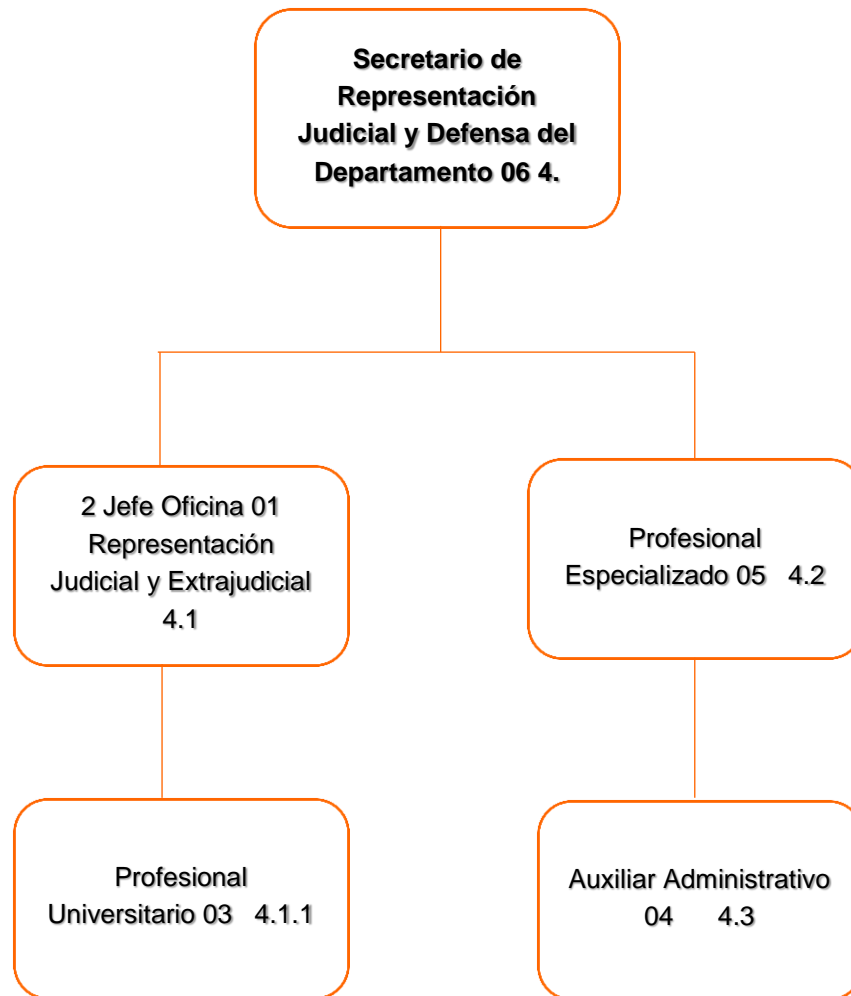 Secretario de
Representación
Judicial y Defensa del
Departamento 06 4.
2 Jefe Oficina 01
Representación
Judicial y Extrajudicial
4.1
Profesional
Especializado 05 4.2
Profesional
Universitario 03 4.1.1
Auxiliar Administrativo
04 4.3